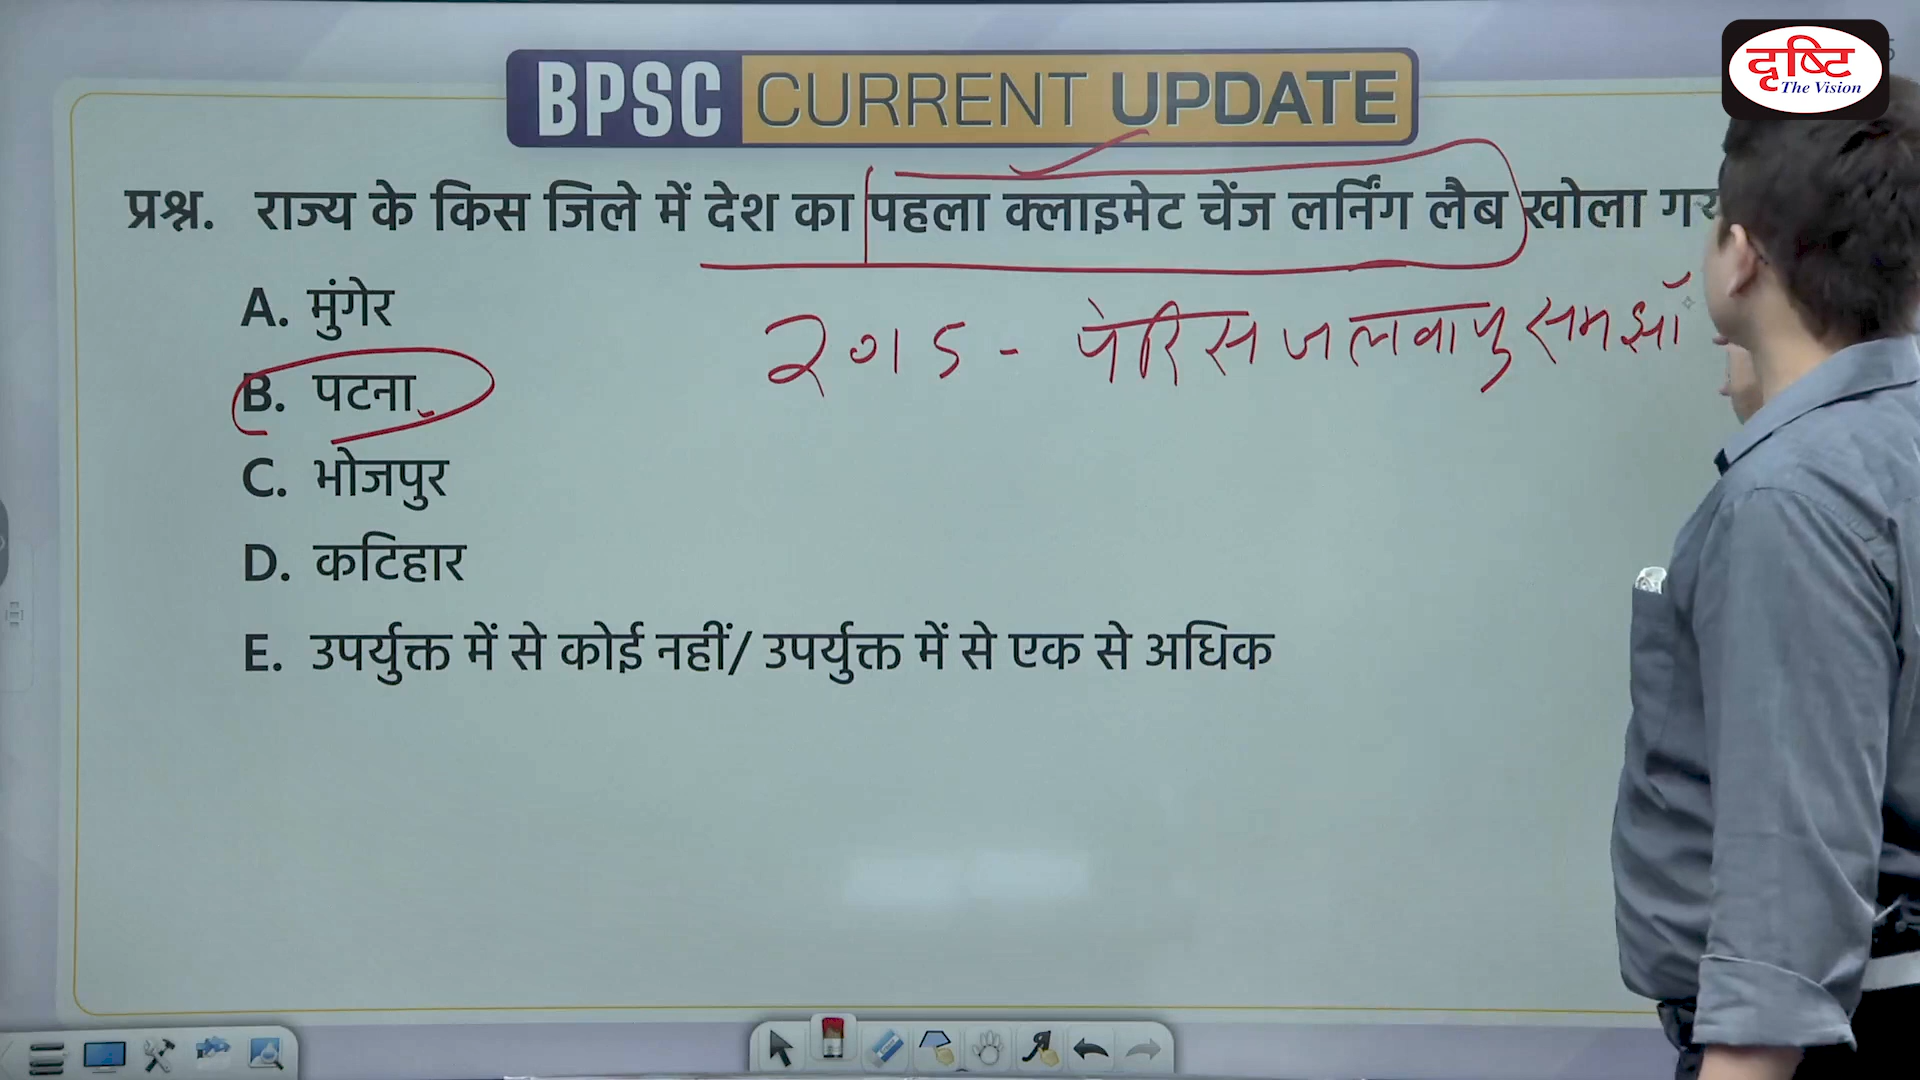 दृष्टि
The Vision
BPSC CURRENT UPDATE
प्रश्न. राज्य के किस जिले में देश का पहला क्लाइमेट चेंज लर्निंग लैब खोला
A. मुंगेर
2015 - पेरिस जलवायु समझौ
B. पटना
C. भोजपुर
D. कटिहार
E. उपर्युक्त में से कोई नहीं/ उपर्युक्त में से एक से अधिक